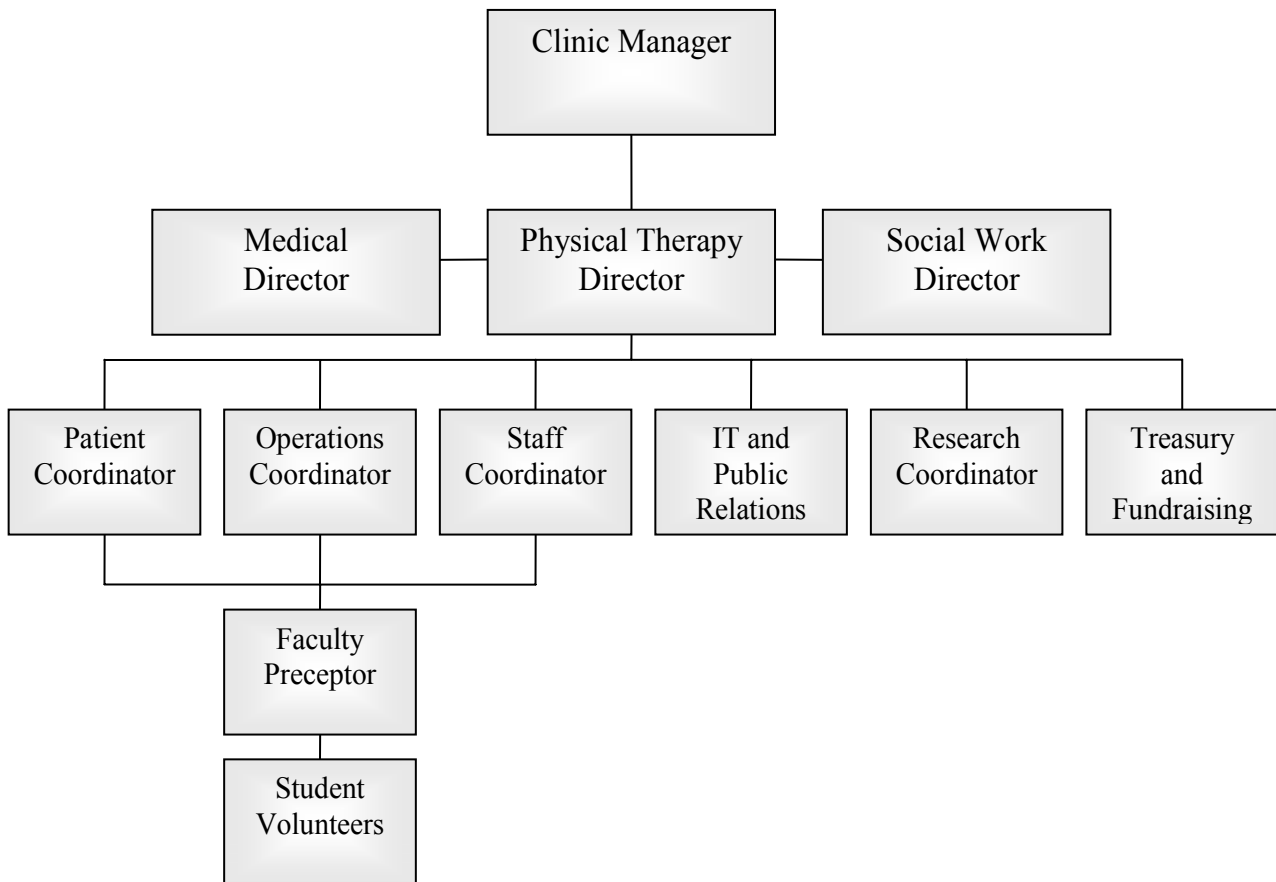 Clinic Manager
Medical
Director
Physical Therapy
Director
Social Work
Director
Patient
Coordinator
Operations
Coordinator
Staff
Coordinator
IT and
Public
Relations
Research
Coordinator
Treasury
and
Fundraising
Faculty
Preceptor
Student
Volunteers